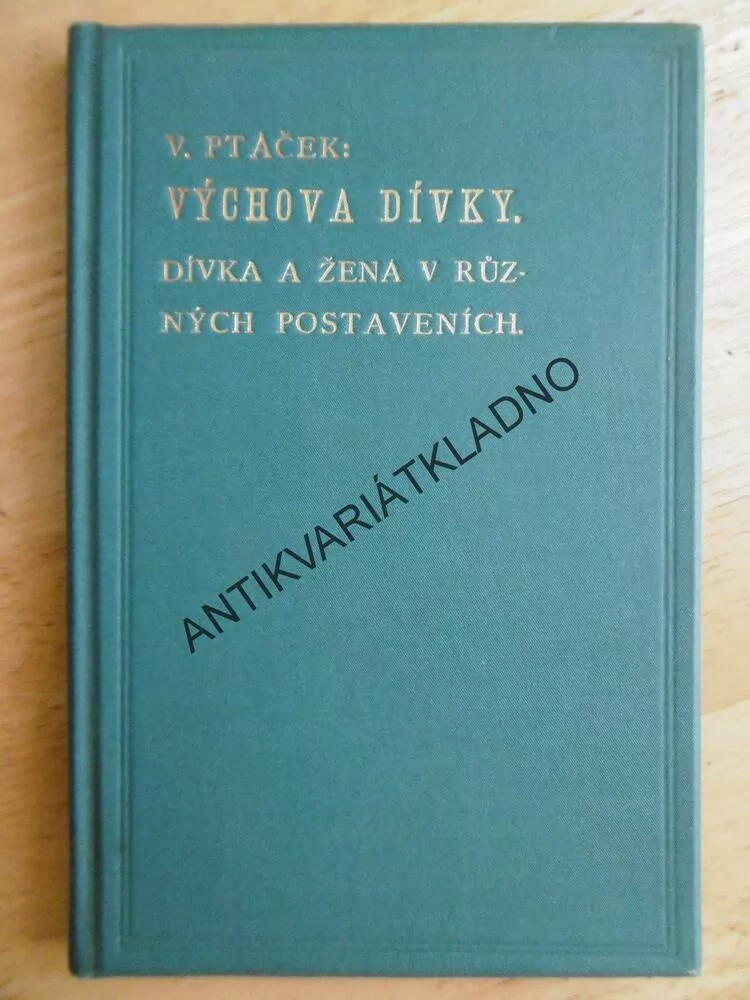 V. PTÁČEK:
VÝCHOVA DÍVKY.
DÍVKA A ŽENA V RŮZ-
NÝCH POSTAVENÍCH.
ANTIKVARIÁTKLADNO